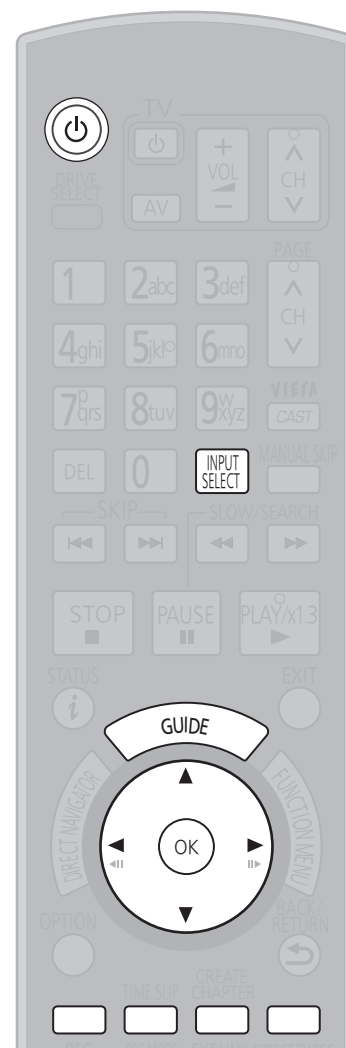 TV
DRIVE
SELECT
VOL
CH
AV
PAGE
1 2abc 3def
CH
4ghi 5jkl 6mno
7pqrs 8tuv 9wxyz
VIERA
CAST
DEL 0 INPUT
SELECT
MANUAL SKIP
SKIP SLOW/SEARCH
STOP PAUSE PLAY/x1.3
STATUS EXIT
i
GUIDE
DIRECT NAVIGATOR
FUNCTION MENU
OK
OPTION BACK/
RETURN
TIME SLIP CREATE
CHAPTER